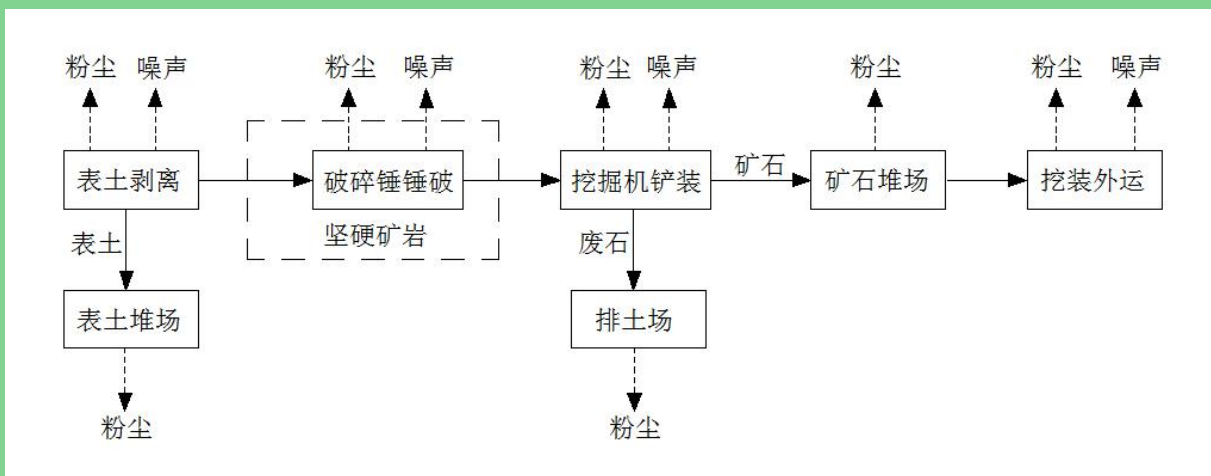 粉尘 噪声 粉尘 噪声 粉尘 噪声 粉尘 粉尘 噪声
表土剥离 破碎锤锤破 挖掘机铲装 矿石 矿石堆场 挖装外运
表土 坚硬矿岩 废石
表土堆场 排土场
粉尘 粉尘